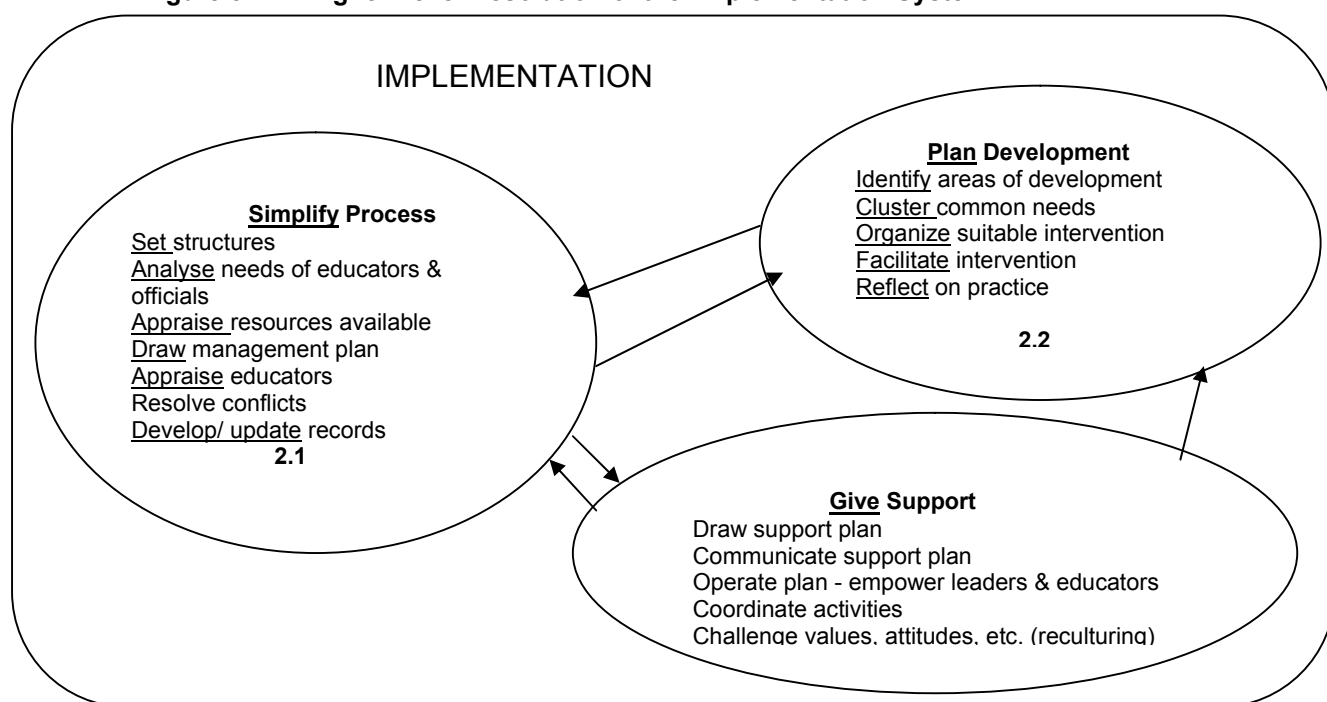 IMPLEMENTATION
Simplify Process
Set structures
Analyse needs of educators &
officials
Appraise resources available
Draw management plan
Appraise educators
Resolve conflicts
Develop/ update records
2.1
Plan Development
Identify areas of development
Cluster common needs
Organize suitable intervention
Facilitate intervention
Reflect on practice
2.2
Give Support
Draw support plan
Communicate support plan
Operate plan - empower leaders & educators
Coordinate activities
Challenge values, attitudes, etc. (reculturing)